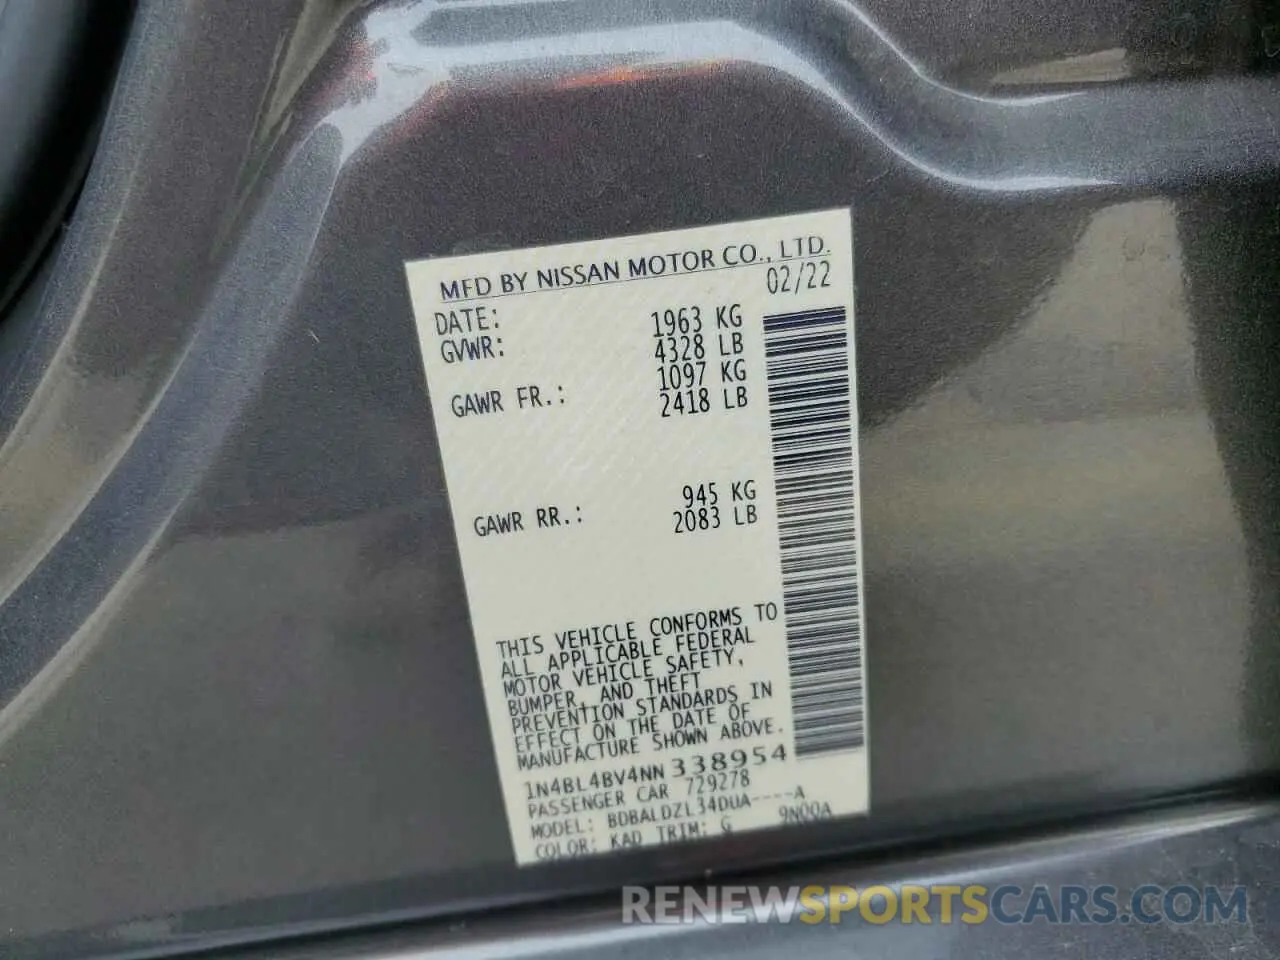 MFD BY NISSAN MOTOR CO., LTD.
DATE: 02/22
GVWR: 1963 KG
4328 LB
GAWR FR.: 1097 KG
2418 LB
GAWR RR.: 945 KG
2083 LB
THIS VEHICLE CONFORMS TO
ALL APPLICABLE FEDERAL
MOTOR VEHICLE SAFETY,
BUMPER, AND THEFT
PREVENTION STANDARDS IN
EFFECT ON THE DATE OF
MANUFACTURE SHOWN ABOVE.
1N4BL4BV4NN338954
PASSENGER CAR 729278
MODEL: BDBALDZL34DUA----A
COLOR: KAD TRIM: G 9N00A
RENEWSPORTSCARS.COM